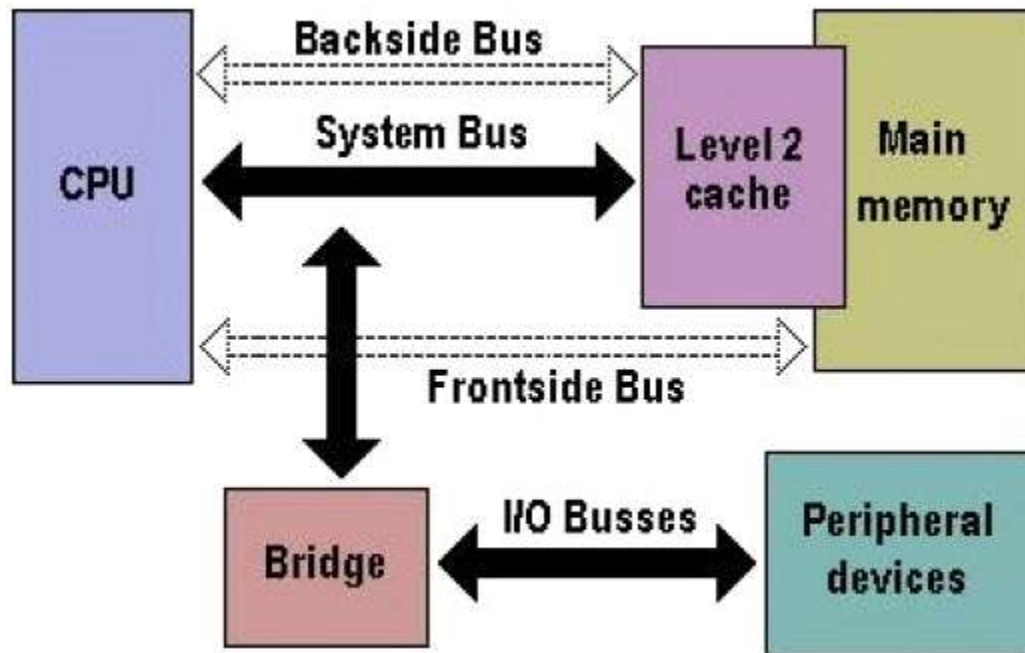 Backside Bus
System Bus
CPU
Level 2
cache
Main
memory
Frontside Bus
Bridge
I/O Busses
Peripheral
devices